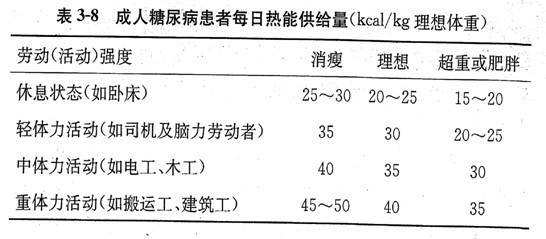 表 3-8 成人糖尿病患者每日热能供给量(kcal/kg 理想体重)
劳动(活动)强度 消瘦 理想 超重或肥胖
休息状态(如卧床) 25～30 20～25 15～20
轻体力活动(如司机及脑力劳动者) 35 30 20～25
中体力活动(如电工、木工) 40 35 30
重体力活动(如搬运工、建筑工) 45～50 40 35